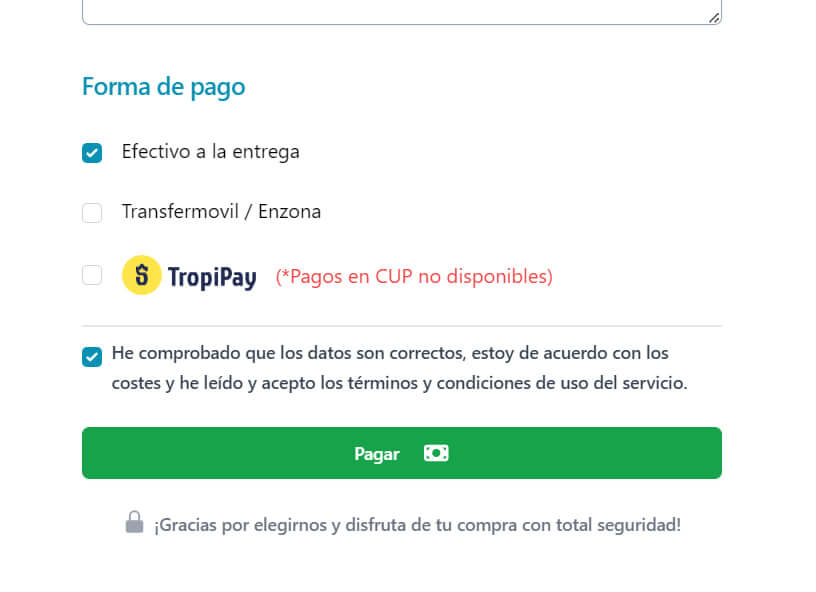 Forma de pago
Efectivo a la entrega
Transfermovil / Enzona
$ TropiPay (*Pagos en CUP no disponibles)
He comprobado que los datos son correctos, estoy de acuerdo con los
costes y he leído y acepto los términos y condiciones de uso del servicio.
Pagar
¡Gracias por elegirnos y disfruta de tu compra con total seguridad!